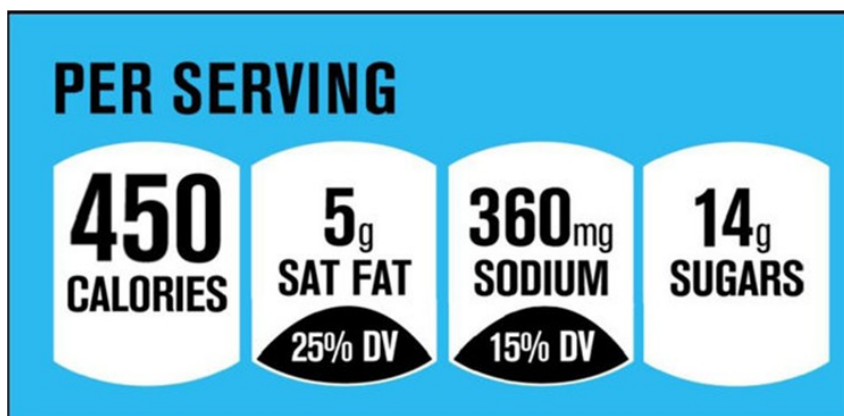 PER SERVING
450
CALORIES
5g
SAT FAT
25% DV
360mg
SODIUM
15% DV
14g
SUGARS